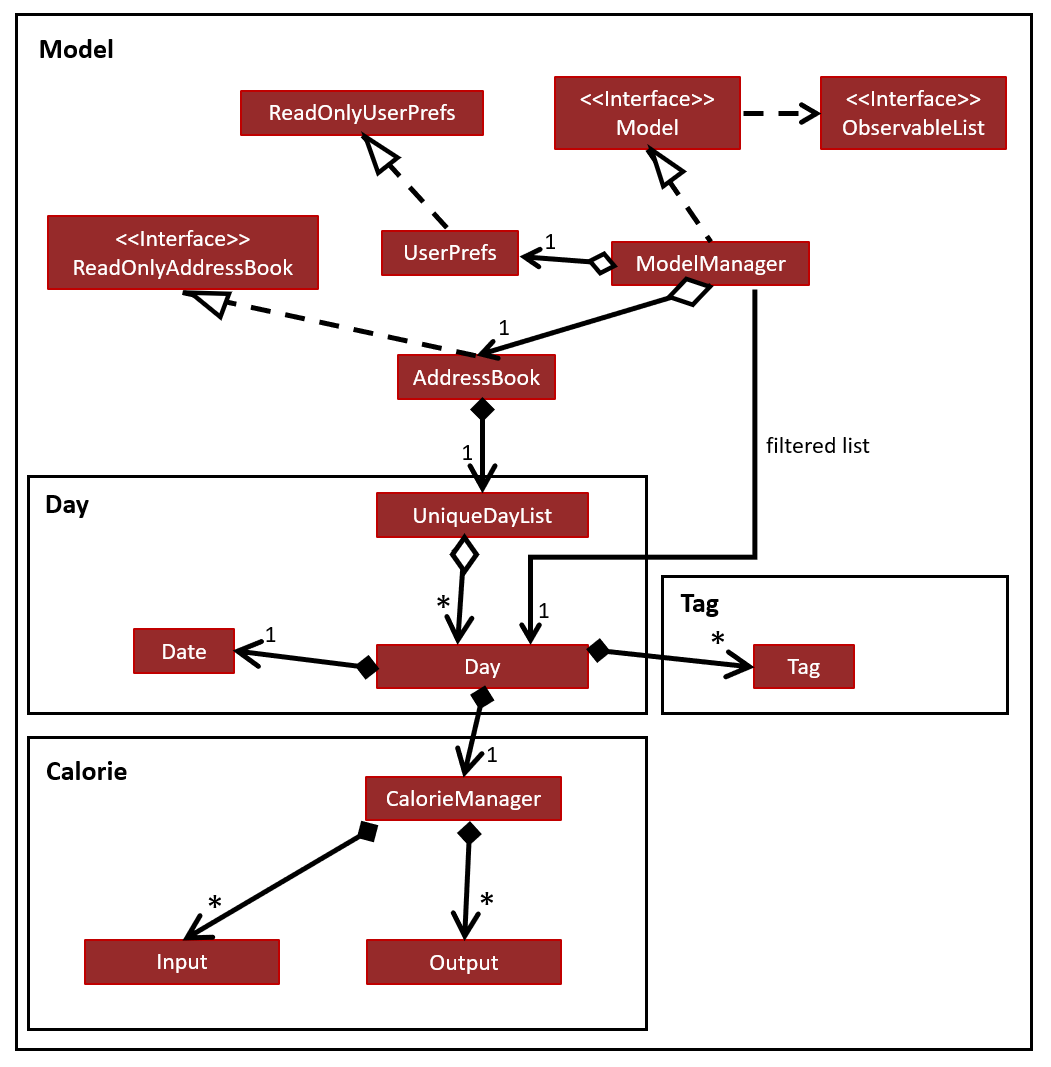 Model
ReadOnlyUserPrefs
<<Interface>>
Model
<<Interface>>
ObservableList
<<Interface>>
ReadOnlyAddressBook
UserPrefs
1
ModelManager
1
AddressBook
filtered list
1
Day
UniqueDayList
*
1
Tag
Date
1
Day
*
Tag
1
Calorie
CalorieManager
*
*
Input
Output